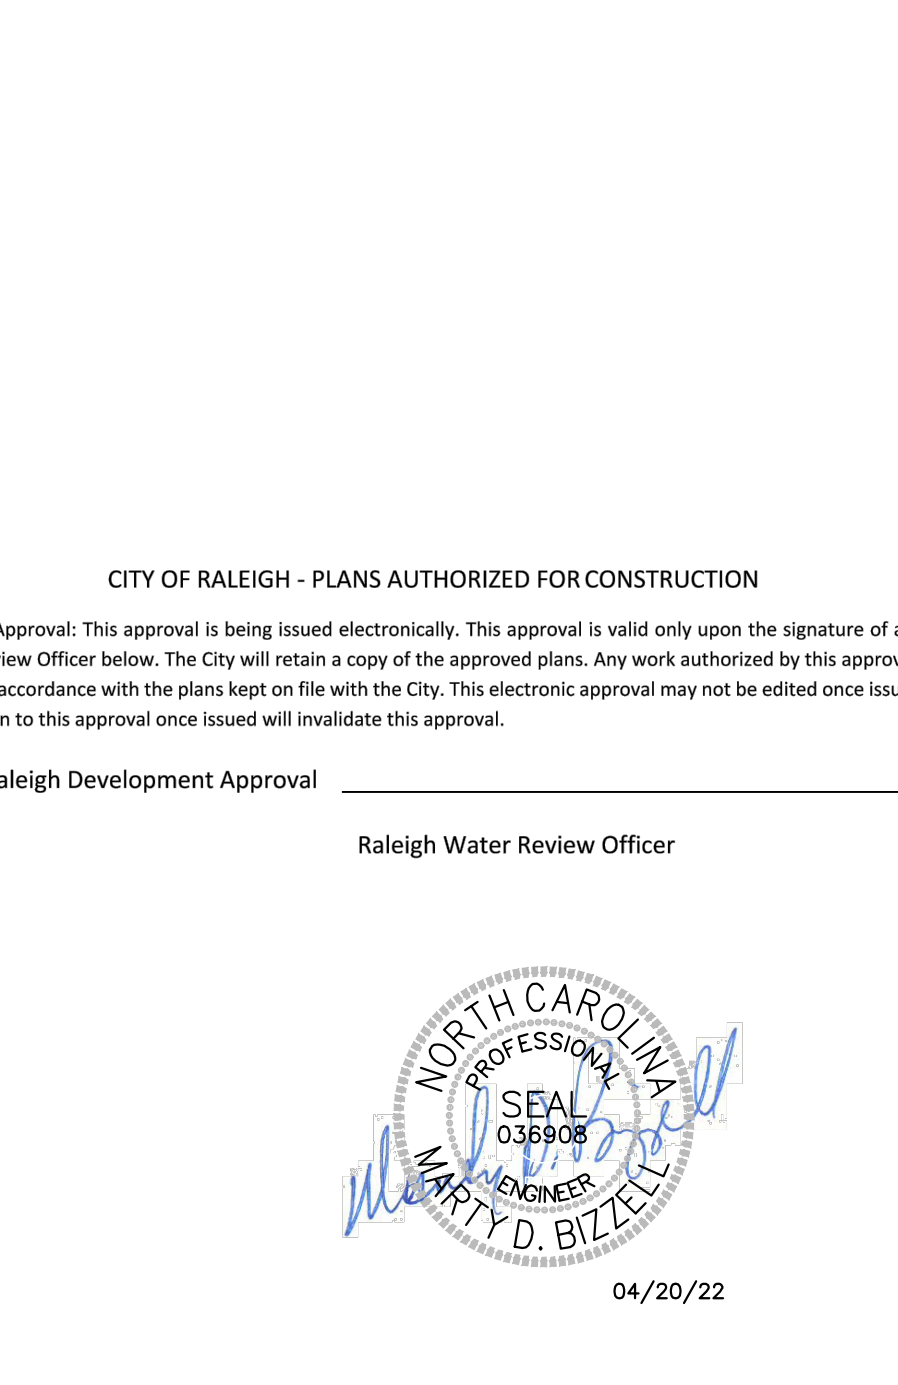 CITY OF RALEIGH - PLANS AUTHORIZED FOR CONSTRUCTION
Approval: This approval is being issued electronically. This approval is valid only upon the signature of a
iew Officer below. The City will retain a copy of the approved plans. Any work authorized by this approv
accordance with the plans kept on file with the City. This electronic approval may not be edited once issu
n to this approval once issued will invalidate this approval.
aleigh Development Approval
Raleigh Water Review Officer
NORTH CAROLINA
PROFESSIONAL
SEAL
036908
ENGINEER
MARTY D. BIZZELL
Marty D. Bizzell
04/20/22